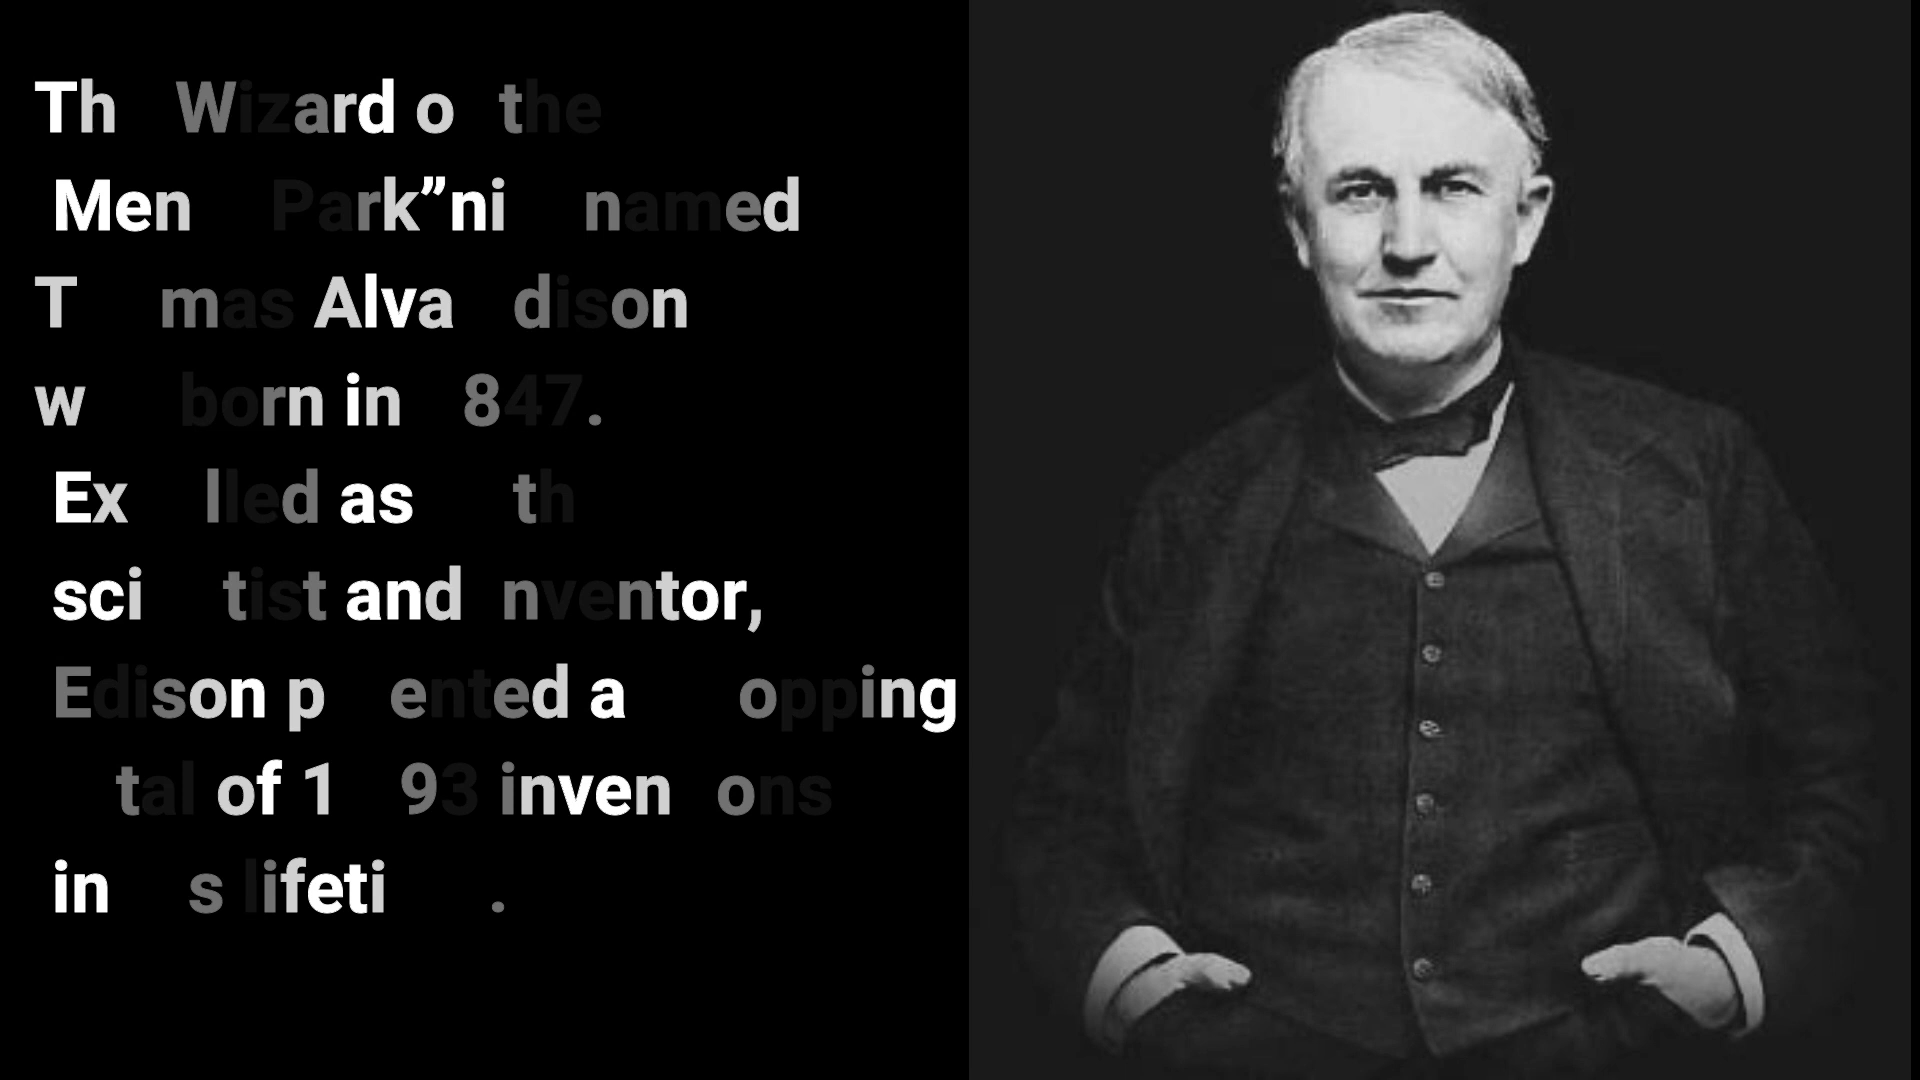 Th Wizard o the
Men Park”ni named
T mas Alva dison
w born in 847.
Ex lled as th
sci tist and nventor,
Edison p ented a opping
tal of 1 93 inven ons
in s lifeti .